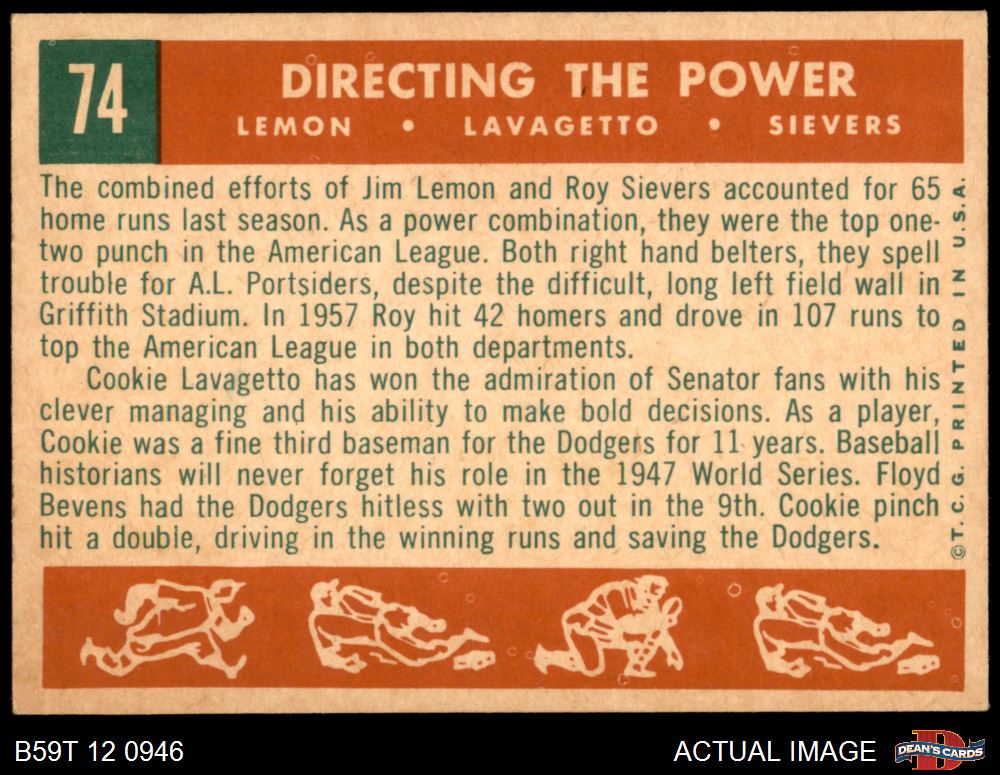 74
DIRECTING THE POWER
LEMON • LAVAGETTO • SIEVERS
The combined efforts of Jim Lemon and Roy Sievers accounted for 65
home runs last season. As a power combination, they were the top one-
two punch in the American League. Both right hand belters, they spell
trouble for A.L. Portsiders, despite the difficult, long left field wall in
Griffith Stadium. In 1957 Roy hit 42 homers and drove in 107 runs to
top the American League in both departments.
Cookie Lavagetto has won the admiration of Senator fans with his
clever managing and his ability to make bold decisions. As a player,
Cookie was a fine third baseman for the Dodgers for 11 years. Baseball
historians will never forget his role in the 1947 World Series. Floyd
Bevens had the Dodgers hitless with two out in the 9th. Cookie pinch
hit a double, driving in the winning runs and saving the Dodgers.
©T. C. G. PRINTED IN U.S.A.
B59T 12 0946
ACTUAL IMAGE
D
DEAN'S CARDS